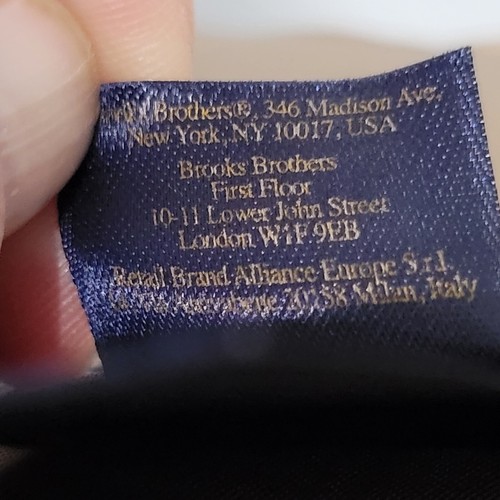 Brothers®, 346 Madison Ave.
New York, NY 10017, USA
Brooks Brothers
First Floor
10-11 Lower John Street
London W1F 9EB
Retail Brand Alliance Europe S.r.l.
Milan, Italy